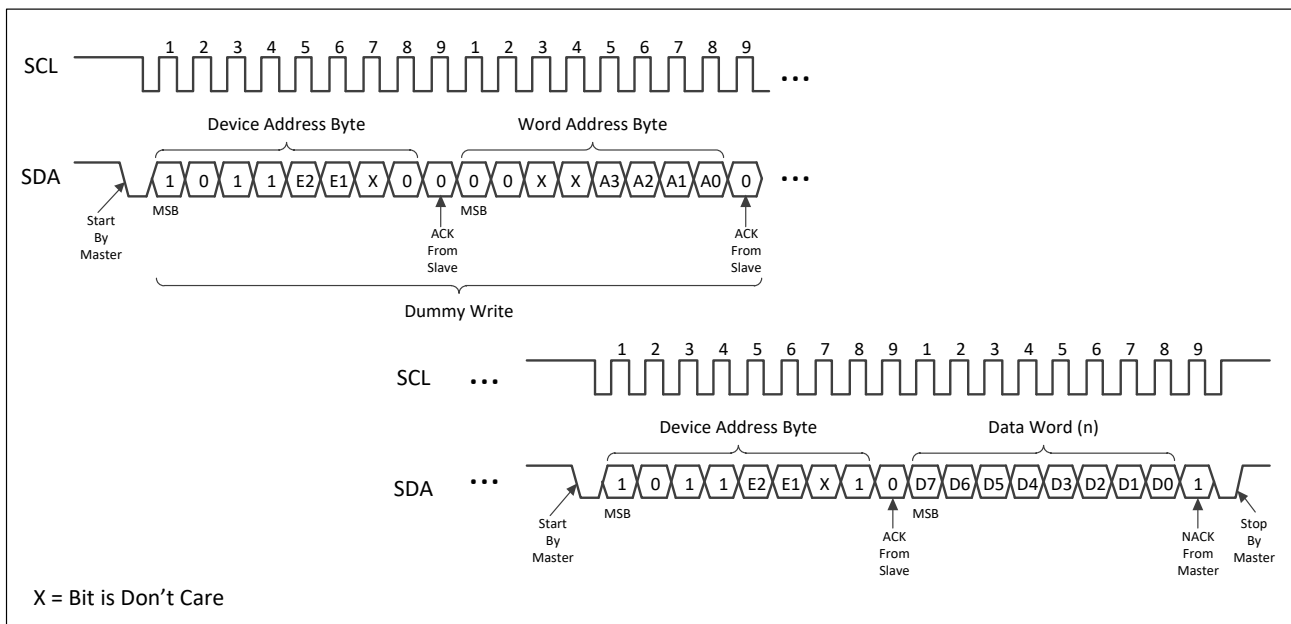 1 2 3 4 5 6 7 8 9 1 2 3 4 5 6 7 8 9
SCL ...
Device Address Byte Word Address Byte
SDA 1 0 1 1 E2 E1 X 0 0 0 0 X X A3 A2 A1 A0 0 ...
MSB MSB
Start
By
Master
ACK
From
Slave
ACK
From
Slave
Dummy Write
1 2 3 4 5 6 7 8 9 1 2 3 4 5 6 7 8 9
SCL ...
Device Address Byte Data Word (n)
SDA ... 1 0 1 1 E2 E1 X 1 0 D7 D6 D5 D4 D3 D2 D1 D0 1
MSB MSB
Start
By
Master
ACK
From
Slave
NACK
From
Master
Stop
By
Master
X = Bit is Don’t Care